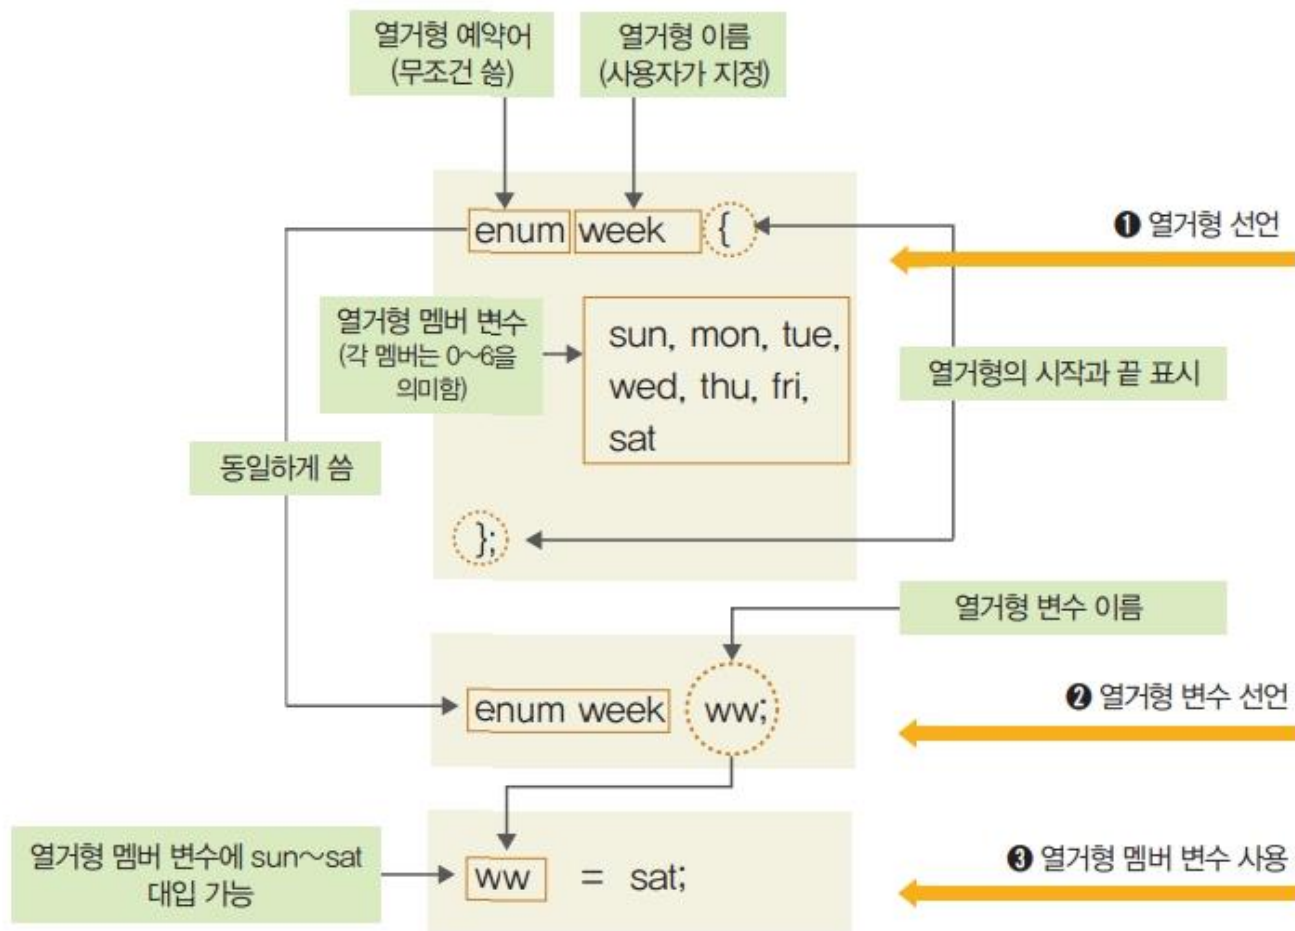 열거형 예약어
(무조건 씀)
열거형 이름
(사용자가 지정)
enum week {
❶ 열거형 선언
열거형 멤버 변수
(각 멤버는 0~6을
의미함)
sun, mon, tue,
wed, thu, fri,
sat
열거형의 시작과 끝 표시
동일하게 씀
};
열거형 변수 이름
enum week ww;
❷ 열거형 변수 선언
열거형 멤버 변수에 sun~sat
대입 가능
ww = sat;
❸ 열거형 멤버 변수 사용